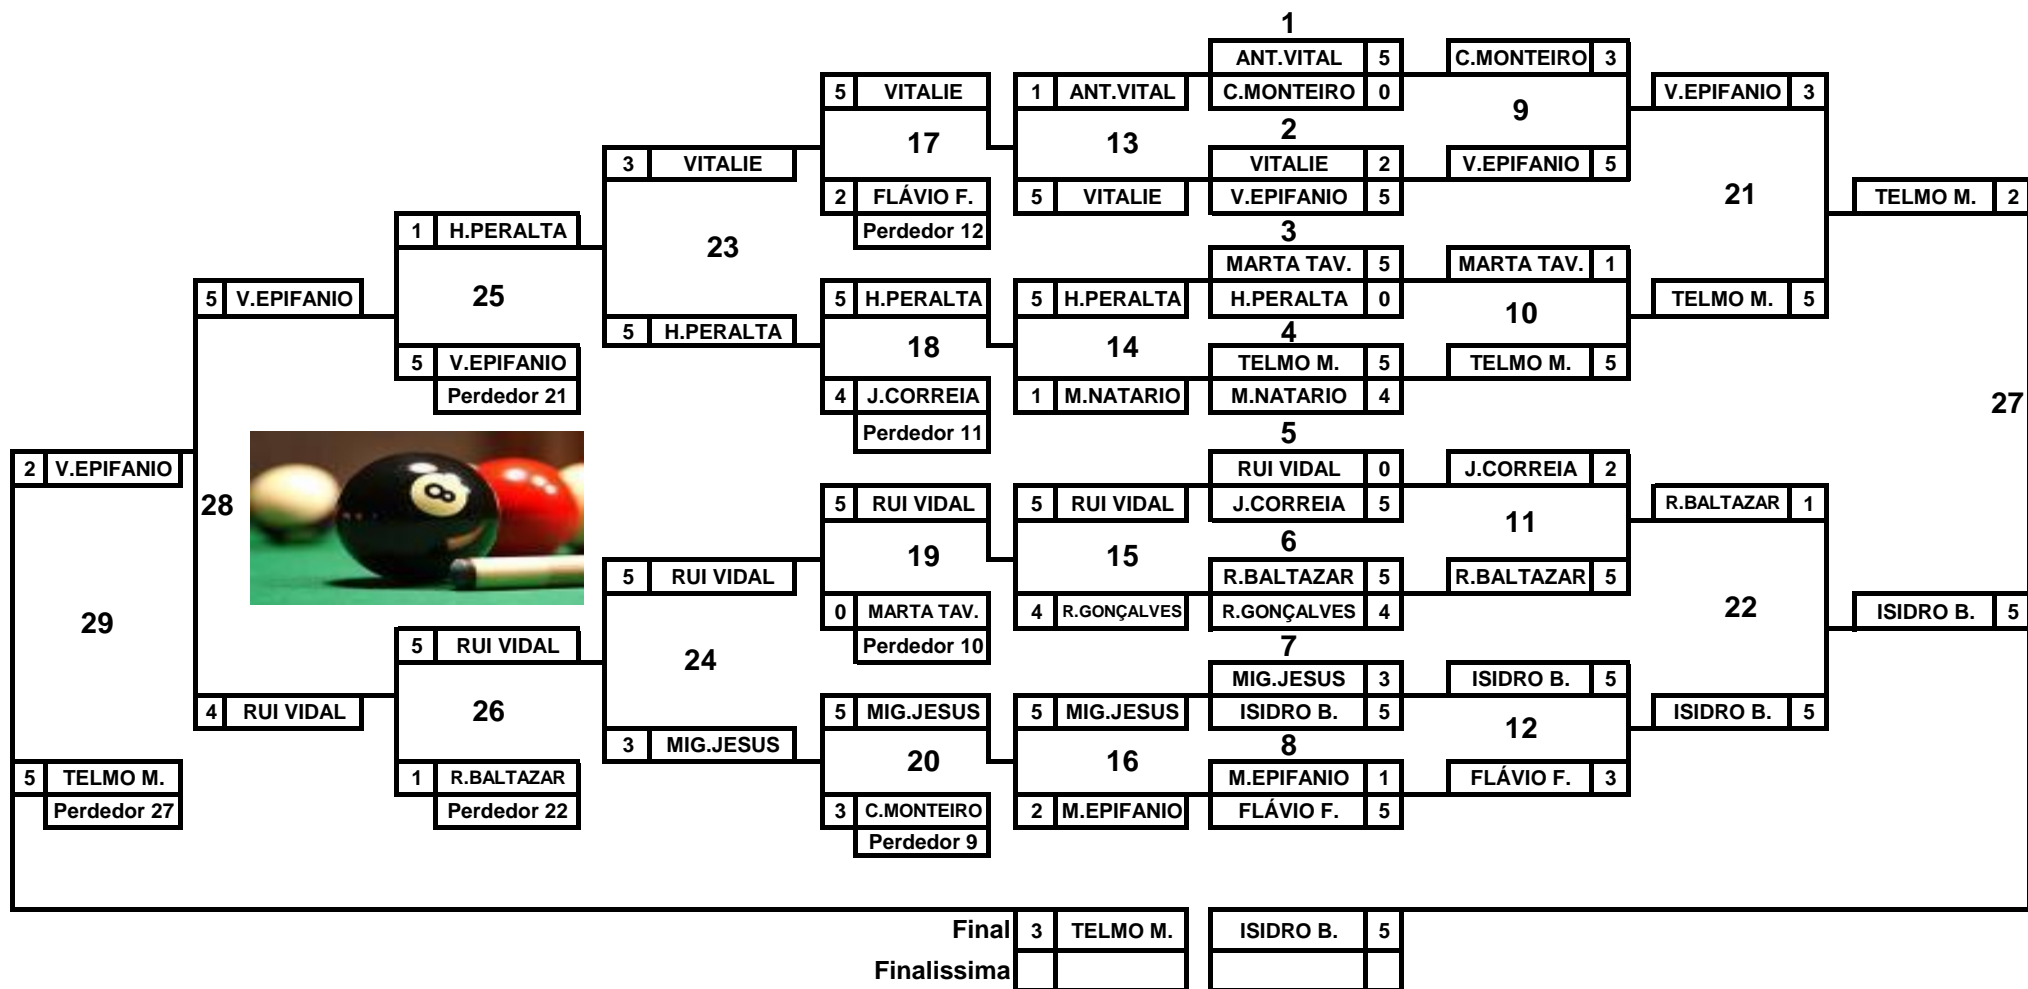 1
ANT.VITAL 5 C.MONTEIRO 3
5 VITALIE 1 ANT.VITAL C.MONTEIRO 0 V.EPIFANIO 3
9
2
17 13
3 VITALIE VITALIE 2 V.EPIFANIO 5
2 FLÁVIO F. 5 VITALIE V.EPIFANIO 5 21 TELMO M. 2
1 H.PERALTA Perdedor 12 3
23
MARTA TAV. 5 MARTA TAV. 1
5 V.EPIFANIO 25 5 H.PERALTA 5 H.PERALTA H.PERALTA 0 TELMO M. 5
10
5 H.PERALTA 4
18 14
5 V.EPIFANIO TELMO M. 5 TELMO M. 5
Perdedor 21 4 J.CORREIA 1 M.NATARIO M.NATARIO 4
27
Perdedor 11 5
2 V.EPIFANIO RUI VIDAL 0 J.CORREIA 2
28 8 5 RUI VIDAL 5 RUI VIDAL J.CORREIA 5 R.BALTAZAR 1
11
19 15 6
5 RUI VIDAL R.BALTAZAR 5 R.BALTAZAR 5
29 0 MARTA TAV. 4 R.GONÇALVES R.GONÇALVES 4 22 ISIDRO B. 5
5 RUI VIDAL Perdedor 10 7
24
MIG.JESUS 3 ISIDRO B. 5
4 RUI VIDAL 26 5 MIG.JESUS 5 MIG.JESUS ISIDRO B. 5 ISIDRO B. 5
12
3 MIG.JESUS 8
20 16
5 TELMO M. 1 R.BALTAZAR M.EPIFANIO 1 FLÁVIO F. 3
Perdedor 27 Perdedor 22 3 C.MONTEIRO 2 M.EPIFANIO FLÁVIO F. 5
Perdedor 9
Final 3 TELMO M. ISIDRO B. 5
Finalissima